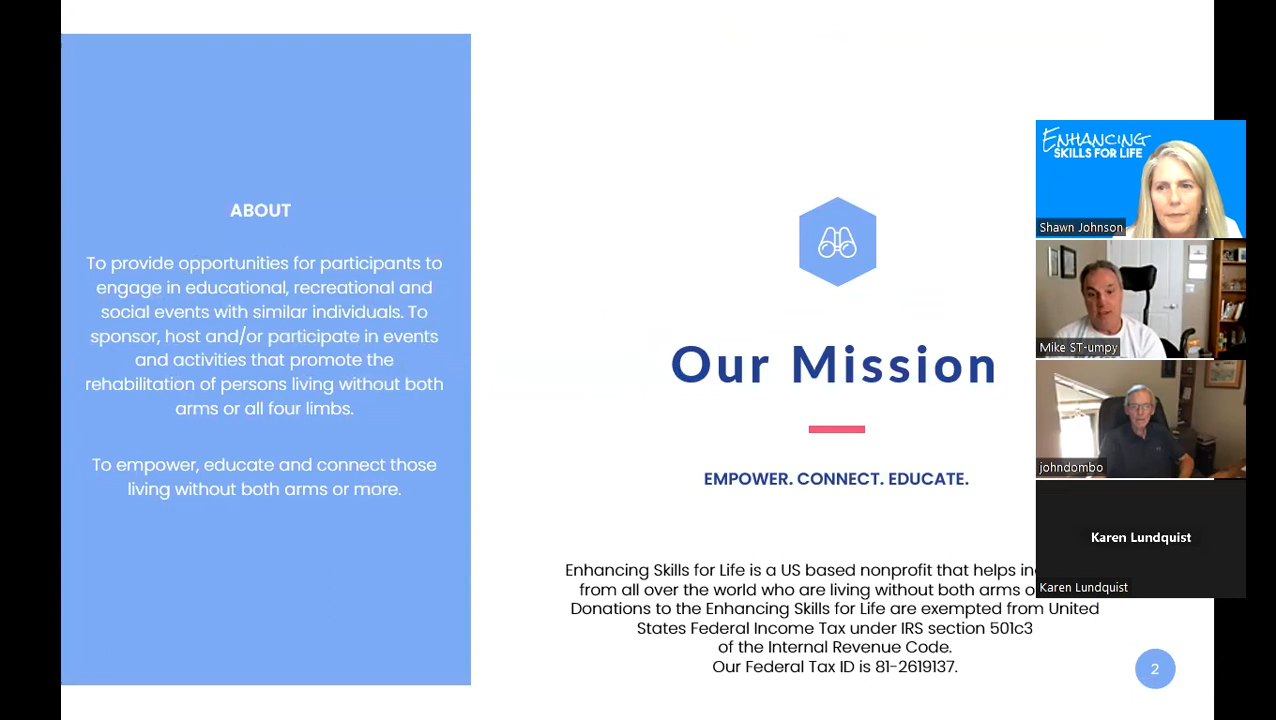 ABOUT
To provide opportunities for participants to
engage in educational, recreational and
social events with similar individuals. To
sponsor, host and/or participate in events
and activities that promote the
rehabilitation of persons living without both
arms or all four limbs.
To empower, educate and connect those
living without both arms or more.
Our Mission
EMPOWER. CONNECT. EDUCATE.
Enhancing Skills for Life is a US based nonprofit that helps
from all over the world who are living without both arms
Donations to the Enhancing Skills for Life are exempted from United
States Federal Income Tax under IRS section 501c3
of the Internal Revenue Code.
Our Federal Tax ID is 81-2619137.
2
ENHANCING
SKILLS FOR LIFE
Shawn Johnson
Mike ST-umpy
johndombo
Karen Lundquist
Karen Lundquist